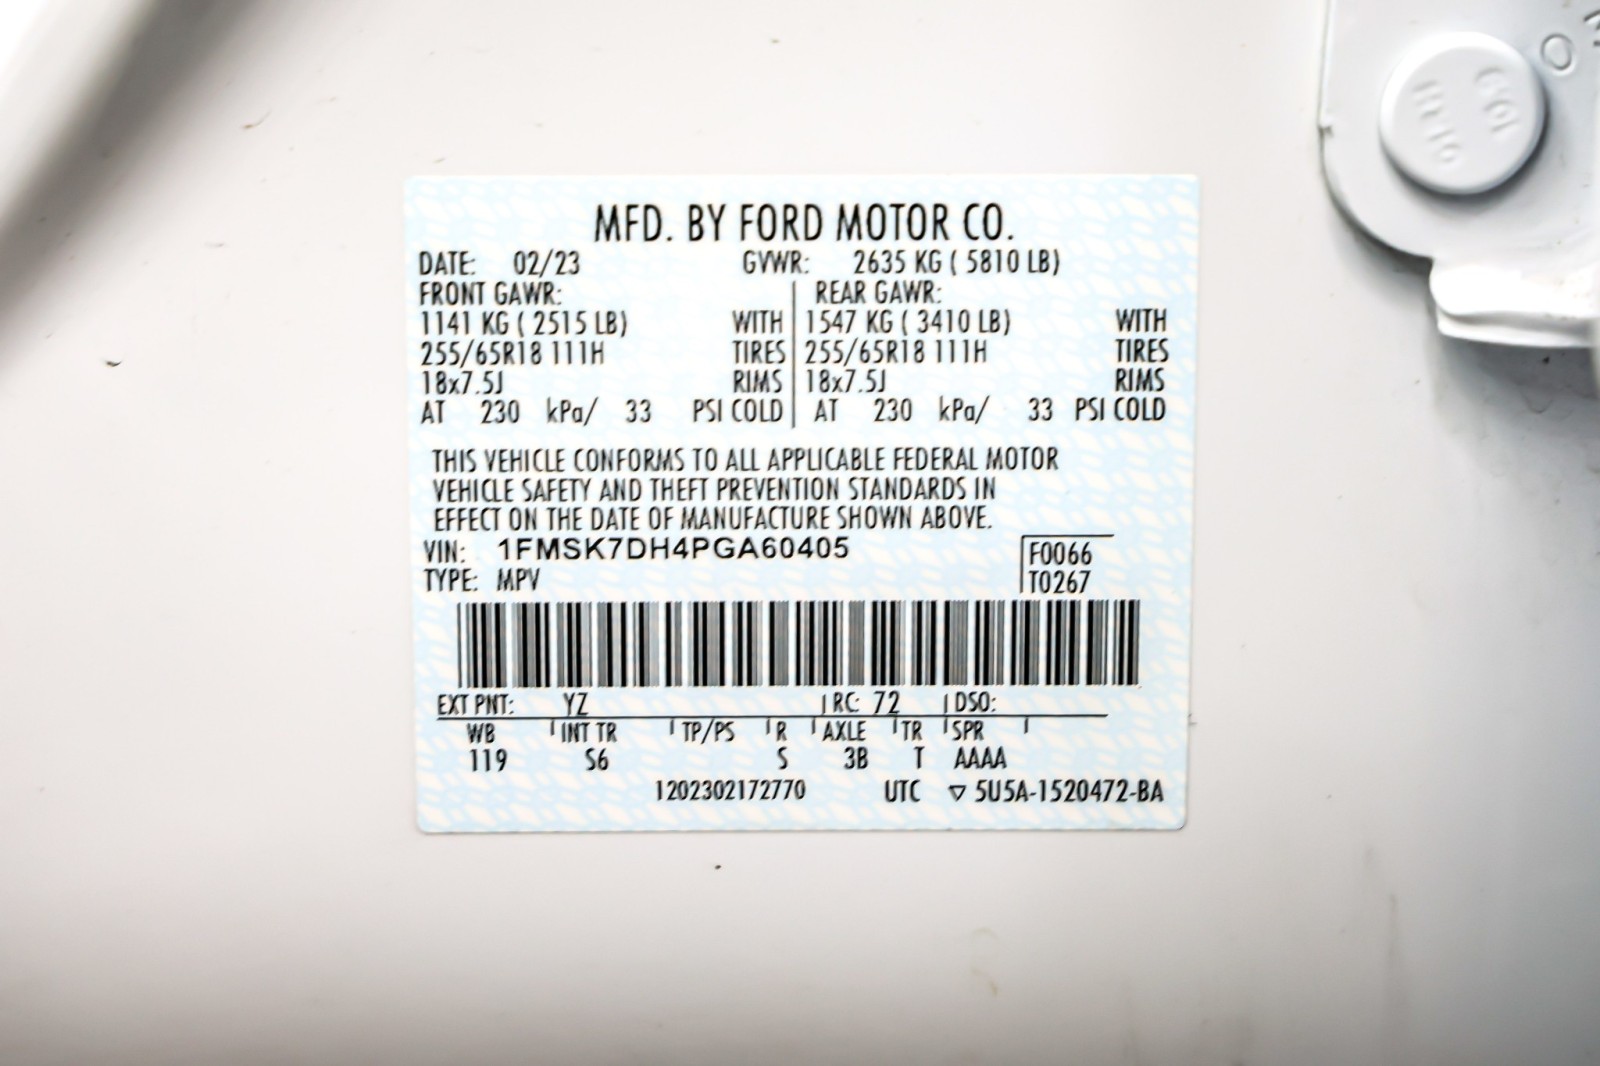 MFD. BY FORD MOTOR CO.
DATE: 02/23 GVWR: 2635 KG ( 5810 LB)
FRONT GAWR: REAR GAWR:
1141 KG ( 2515 LB) WITH 1547 KG ( 3410 LB) WITH
255/65R18 111H TIRES 255/65R18 111H TIRES
18x7.5J RIMS 18x7.5J RIMS
AT 230 kPa/ 33 PSI COLD AT 230 kPa/ 33 PSI COLD
THIS VEHICLE CONFORMS TO ALL APPLICABLE FEDERAL MOTOR
VEHICLE SAFETY AND THEFT PREVENTION STANDARDS IN
EFFECT ON THE DATE OF MANUFACTURE SHOWN ABOVE.
VIN: 1FMSK7DH4PGA60405 F0066
TYPE: MPV T0267
EXT PNT: YZ RC: 72 DSO:
WB INT TR TP/PS R AXLE TR SPR
119 S6 S 3B T AAAA
1202302172770 UTC ▽ 5U5A-1520472-BA